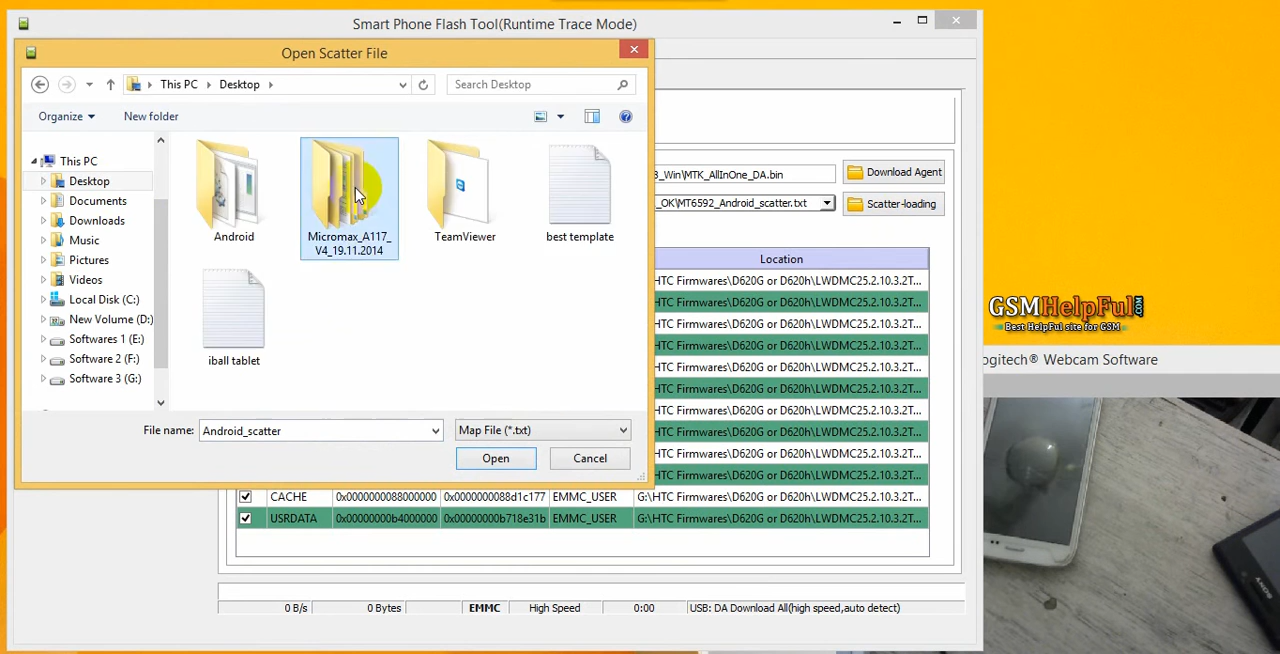 Smart Phone Flash Tool(Runtime Trace Mode)
Open Scatter File
This PC Desktop
Search Desktop
Organize New folder
This PC
Desktop
Documents
Downloads
Music
Pictures
Videos
Local Disk (C:)
New Volume (D:)
Softwares 1 (E:)
Software 2 (F:)
Software 3 (G:)
Android
Micromax_A117_
V4_19.11.2014
TeamViewer
best template
iball tablet
File name: Android_scatter
Map File (*.txt)
Open Cancel
_Win\MTK_AllInOne_DA.bin
Download Agent
_OK\MT6592_Android_scatter.txt
Scatter-loading
Location
HTC Firmwares\D620G or D620h\LWDMC25.2.10.3.2T...
HTC Firmwares\D620G or D620h\LWDMC25.2.10.3.2T...
HTC Firmwares\D620G or D620h\LWDMC25.2.10.3.2T...
HTC Firmwares\D620G or D620h\LWDMC25.2.10.3.2T...
HTC Firmwares\D620G or D620h\LWDMC25.2.10.3.2T...
HTC Firmwares\D620G or D620h\LWDMC25.2.10.3.2T...
HTC Firmwares\D620G or D620h\LWDMC25.2.10.3.2T...
HTC Firmwares\D620G or D620h\LWDMC25.2.10.3.2T...
HTC Firmwares\D620G or D620h\LWDMC25.2.10.3.2T...
HTC Firmwares\D620G or D620h\LWDMC25.2.10.3.2T...
CACHE 0x0000000088000000 0x0000000088d1c177 EMMC_USER G:\HTC Firmwares\D620G or D620h\LWDMC25.2.10.3.2T...
USRDATA 0x00000000b4000000 0x00000000b718e31b EMMC_USER G:\HTC Firmwares\D620G or D620h\LWDMC25.2.10.3.2T...
0 B/s 0 Bytes EMMC High Speed 0:00 USB: DA Download All(high speed,auto detect)
GSMHelpFul.COM
Best HelpFul site for GSM
ogitech® Webcam Software
SONY